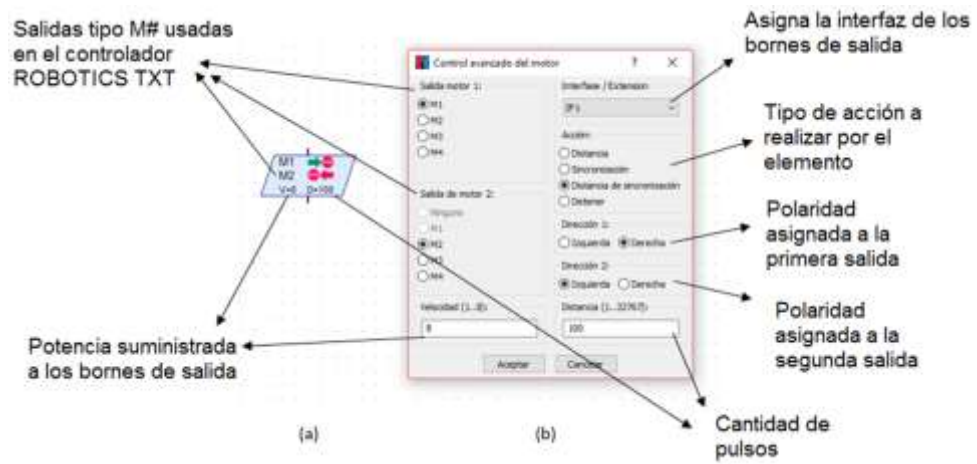 Salidas tipo M# usadas
en el controlador
ROBOTICS TXT
Asigna la interfaz de los
bornes de salida
Control avanzado del motor ? X
Salida motor 1:
M1
M2
M3
M4
Interfase / Extension
IF1
Acción:
Distancia
Sincronización
Distancia de sincronización
Detener
Tipo de acción a
realizar por el
elemento
M1
M2
V=8 D=100
Salida de motor 2:
Ninguno
M1
M2
M3
M4
Dirección 1:
Izquierda Derecha
Dirección 2:
Izquierda Derecha
Polaridad
asignada a la
primera salida
Velocidad (1..8):
8
Distancia (1..32767):
100
Aceptar Cancelar
Polaridad
asignada a la
segunda salida
Potencia suministrada
a los bornes de salida
Cantidad de
pulsos
(a)
(b)